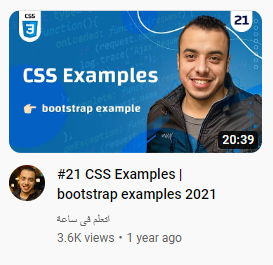 CSS
3
21
CSS Examples
👉 bootstrap example
20:39
#21 CSS Examples |
bootstrap examples 2021
اتعلم في ساعة
3.6K views • 1 year ago